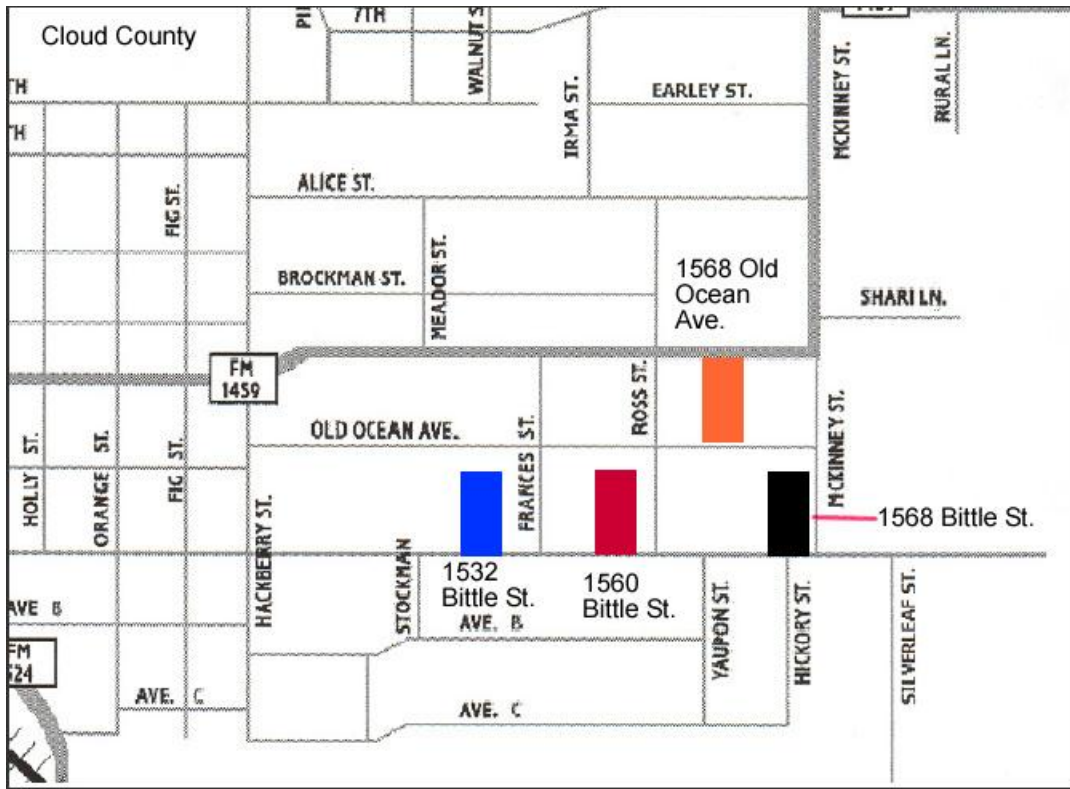 Cloud County
7TH
PI
WALNUT S
TH
TH
FIG ST.
IRMA ST.
EARLEY ST.
MCKINNEY ST.
RURAL LN.
ALICE ST.
BROCKMAN ST.
MEADOR ST.
1568 Old
Ocean
Ave.
SHARI LN.
FM
1459
HOLLY ST.
ORANGE ST.
FIG ST.
HACKBERRY ST.
OLD OCEAN AVE.
FRANCES ST.
ROSS ST.
MCKINNEY ST.
1568 Bittle St.
STOCKMAN
1532
Bittle St.
1560
Bittle St.
AVE B
AVE. B
YAUPON ST.
HICKORY ST.
SILVERLEAF ST.
FM
524
AVE. C
AVE. C